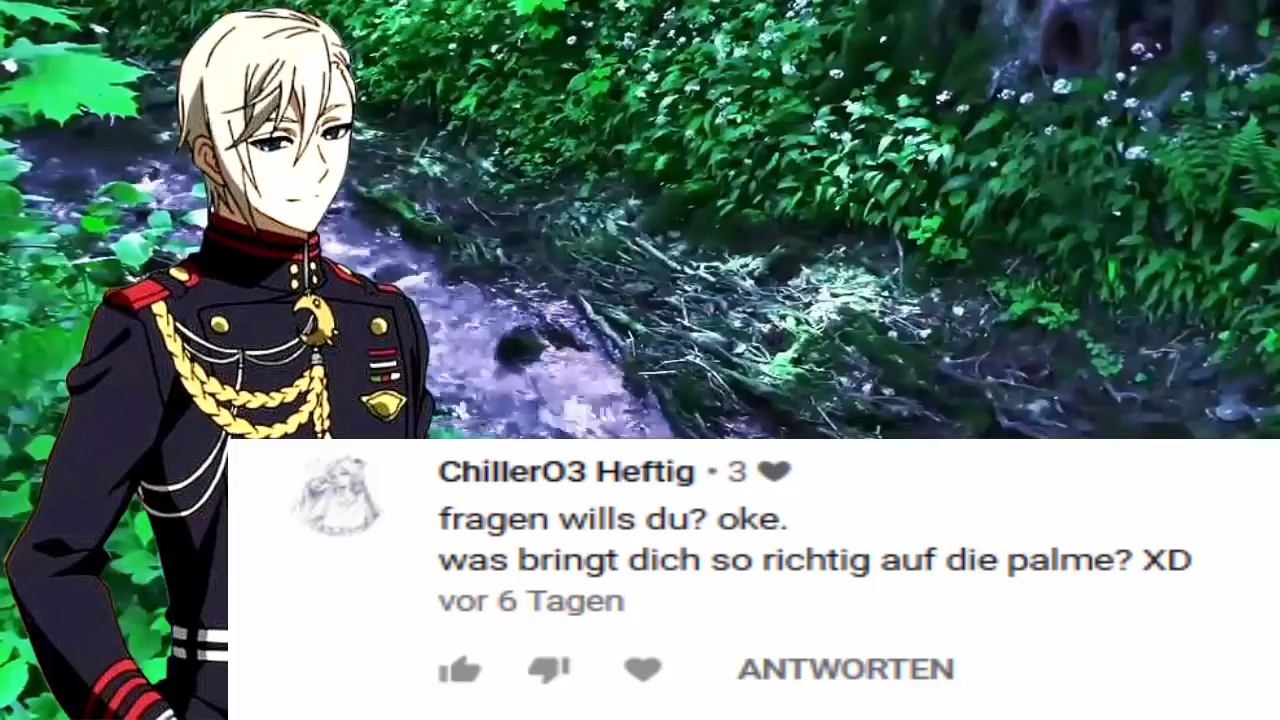 ChillerO3 Heftig • 3
fragen wills du? oke.
was bringt dich so richtig auf die palme? XD
vor 6 Tagen
ANTWORTEN